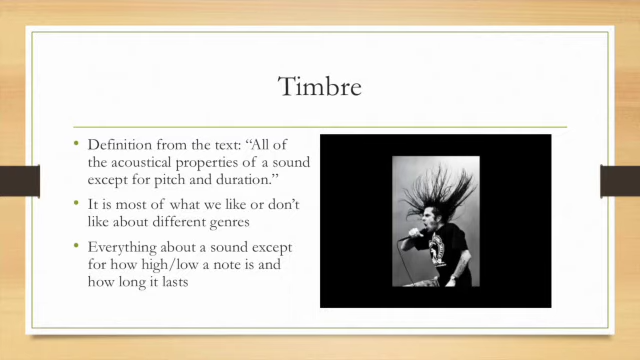 Timbre
• Definition from the text: “All of
the acoustical properties of a sound
except for pitch and duration.”
• It is most of what we like or don’t
like about different genres
• Everything about a sound except
for how high/low a note is and
how long it lasts